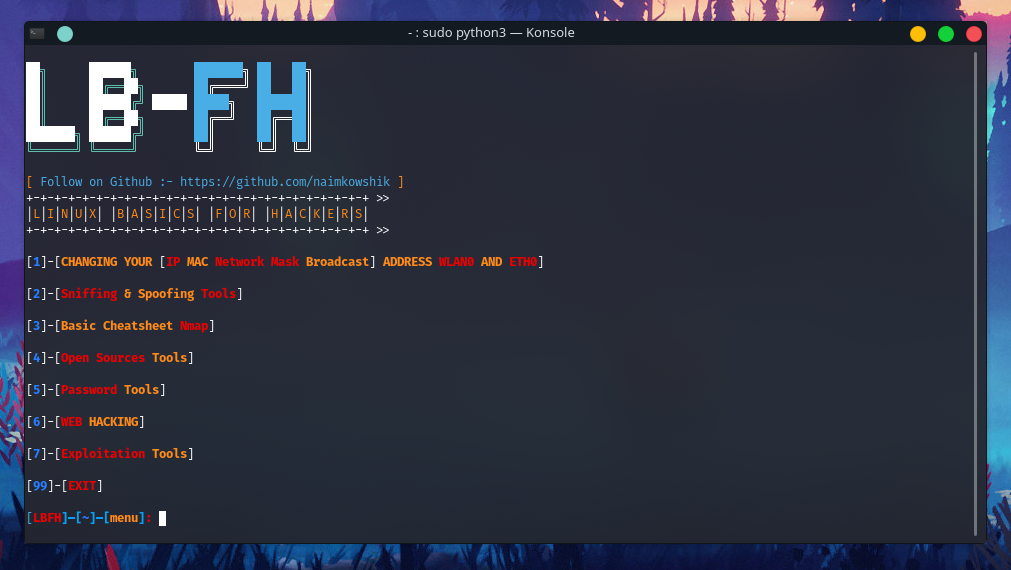 - : sudo python3 — Konsole
LB-FH
[ Follow on Github :- https://github.com/naimkowshik ]
+-+-+-+-+-+-+-+-+-+-+-+-+-+-+-+-+-+-+-+-+-+-+-+-+ >>
|L|I|N|U|X| |B|A|S|I|C|S| |F|O|R| |H|A|C|K|E|R|S|
+-+-+-+-+-+-+-+-+-+-+-+-+-+-+-+-+-+-+-+-+-+-+-+-+ >>
[1]-[CHANGING YOUR [IP MAC Network Mask Broadcast] ADDRESS WLAN0 AND ETH0]
[2]-[Sniffing & Spoofing Tools]
[3]-[Basic Cheatsheet Nmap]
[4]-[Open Sources Tools]
[5]-[Password Tools]
[6]-[WEB HACKING]
[7]-[Exploitation Tools]
[99]-[EXIT]
[LBFH]—[~]—[menu]: